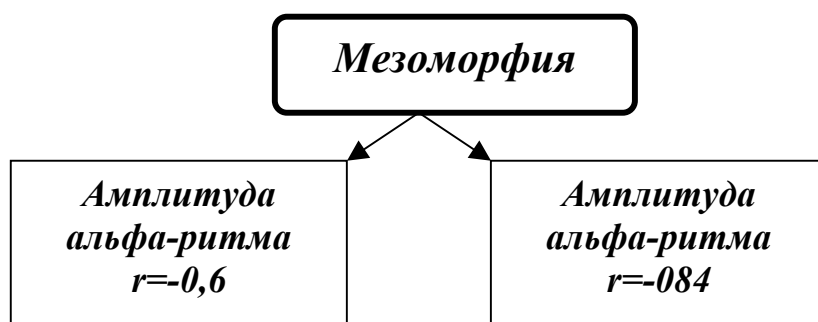 Мезоморфия
Амплитуда
альфа-ритма
r=-0,6
Амплитуда
альфа-ритма
r=-084